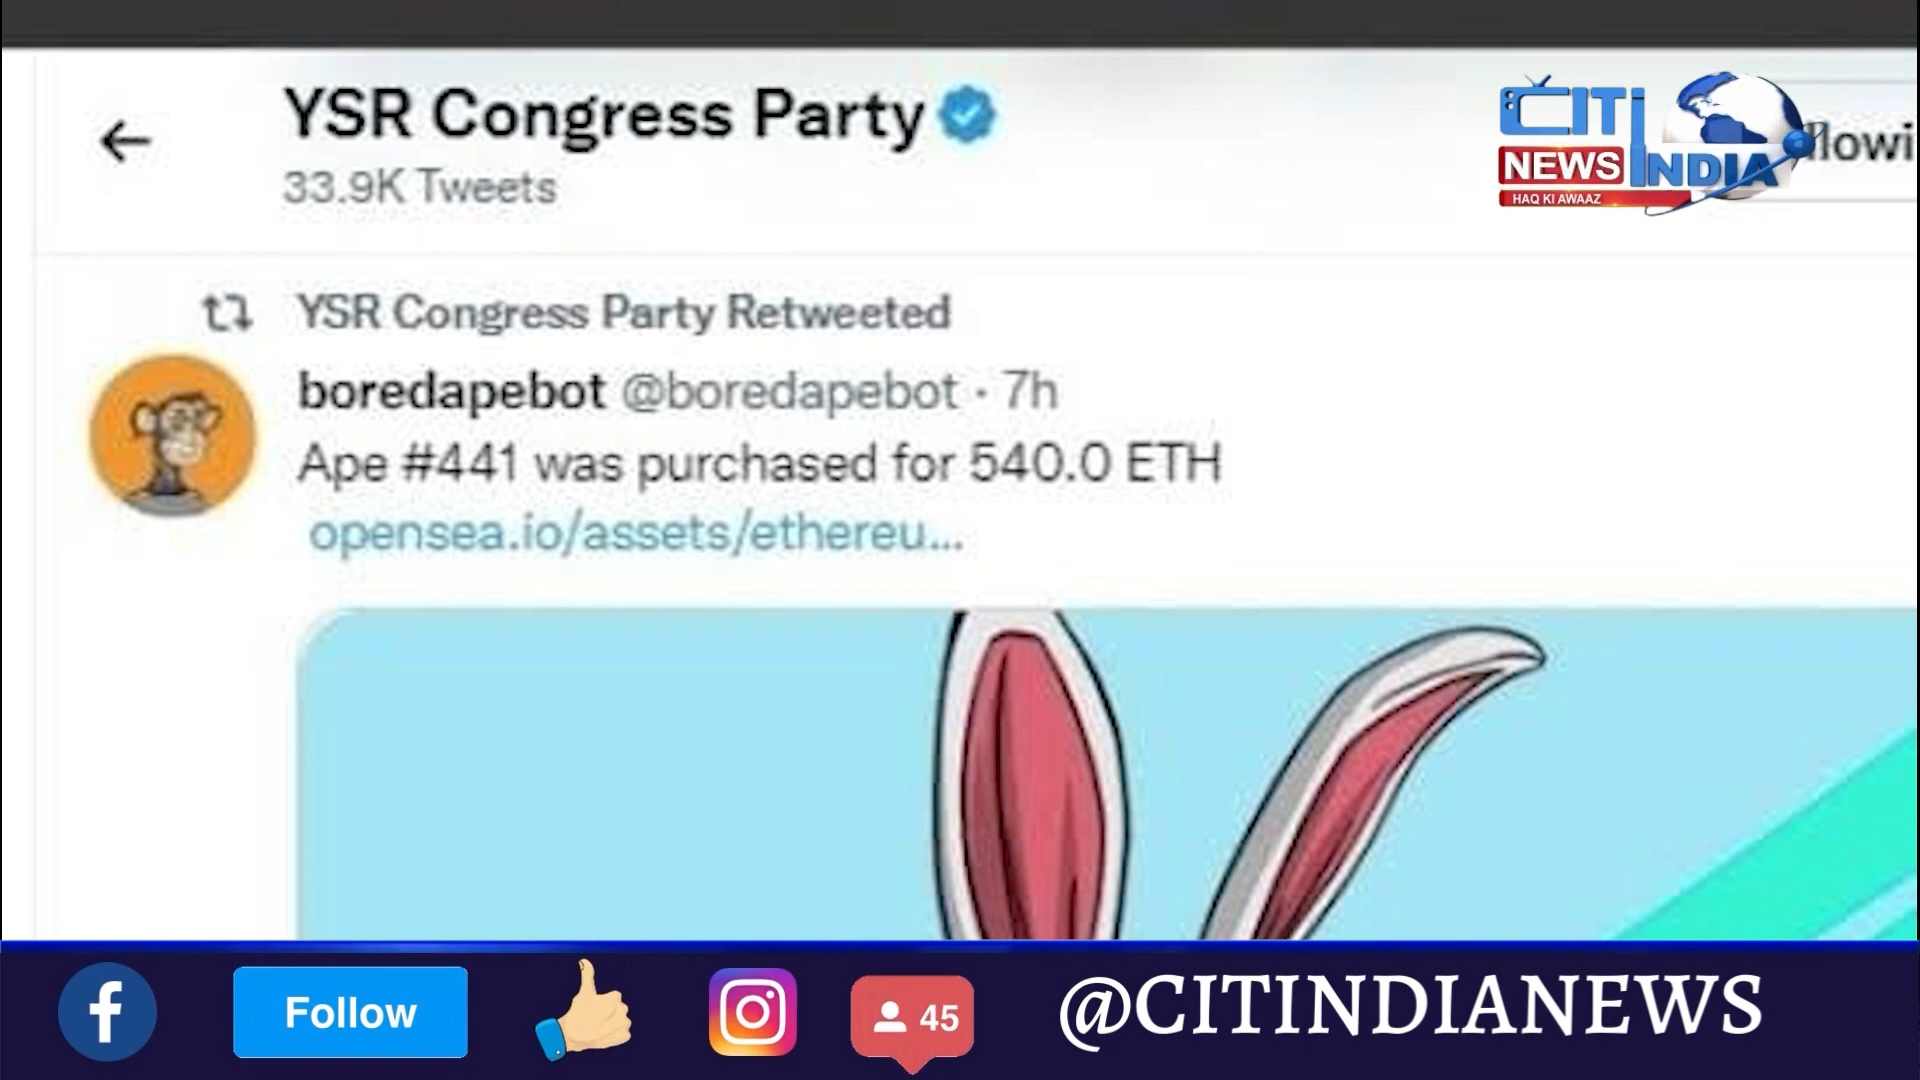 YSR Congress Party
33.9K Tweets
CITI
NEWS INDIA
HAQ KI AWAAZ
YSR Congress Party Retweeted
boredapebot @boredapebot · 7h
Ape #441 was purchased for 540.0 ETH
opensea.io/assets/ethereu...
Follow
45
@CITINDIANEWS